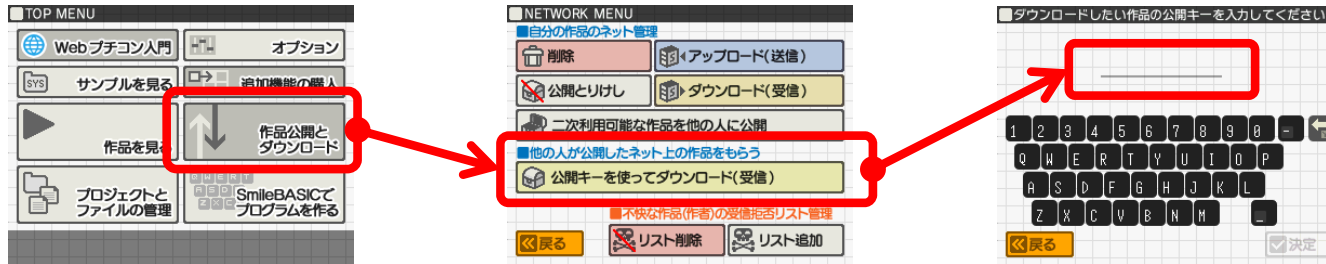 TOP MENU
Webプチコン入門
オプション
SYS
サンプルを見る
追加機能の購入
作品を見る
作品公開と
ダウンロード
プロジェクトと
ファイルの管理
QWERT
ASD
ZXC
SmileBASICで
プログラムを作る
NETWORK MENU
■自分の作品のネット管理
削除
アップロード(送信)
公開とりけし
ダウンロード(受信)
二次利用可能な作品を他の人に公開
■他の人が公開したネット上の作品をもらう
公開キーを使ってダウンロード(受信)
■不快な作品(作者)の受信拒否リスト管理
戻る
リスト削除
リスト追加
ダウンロードしたい作品の公開キーを入力してください
1 2 3 4 5 6 7 8 9 0 -
Q W E R T Y U I O P
A S D F G H J K L
Z X C V B N M _
戻る
決定